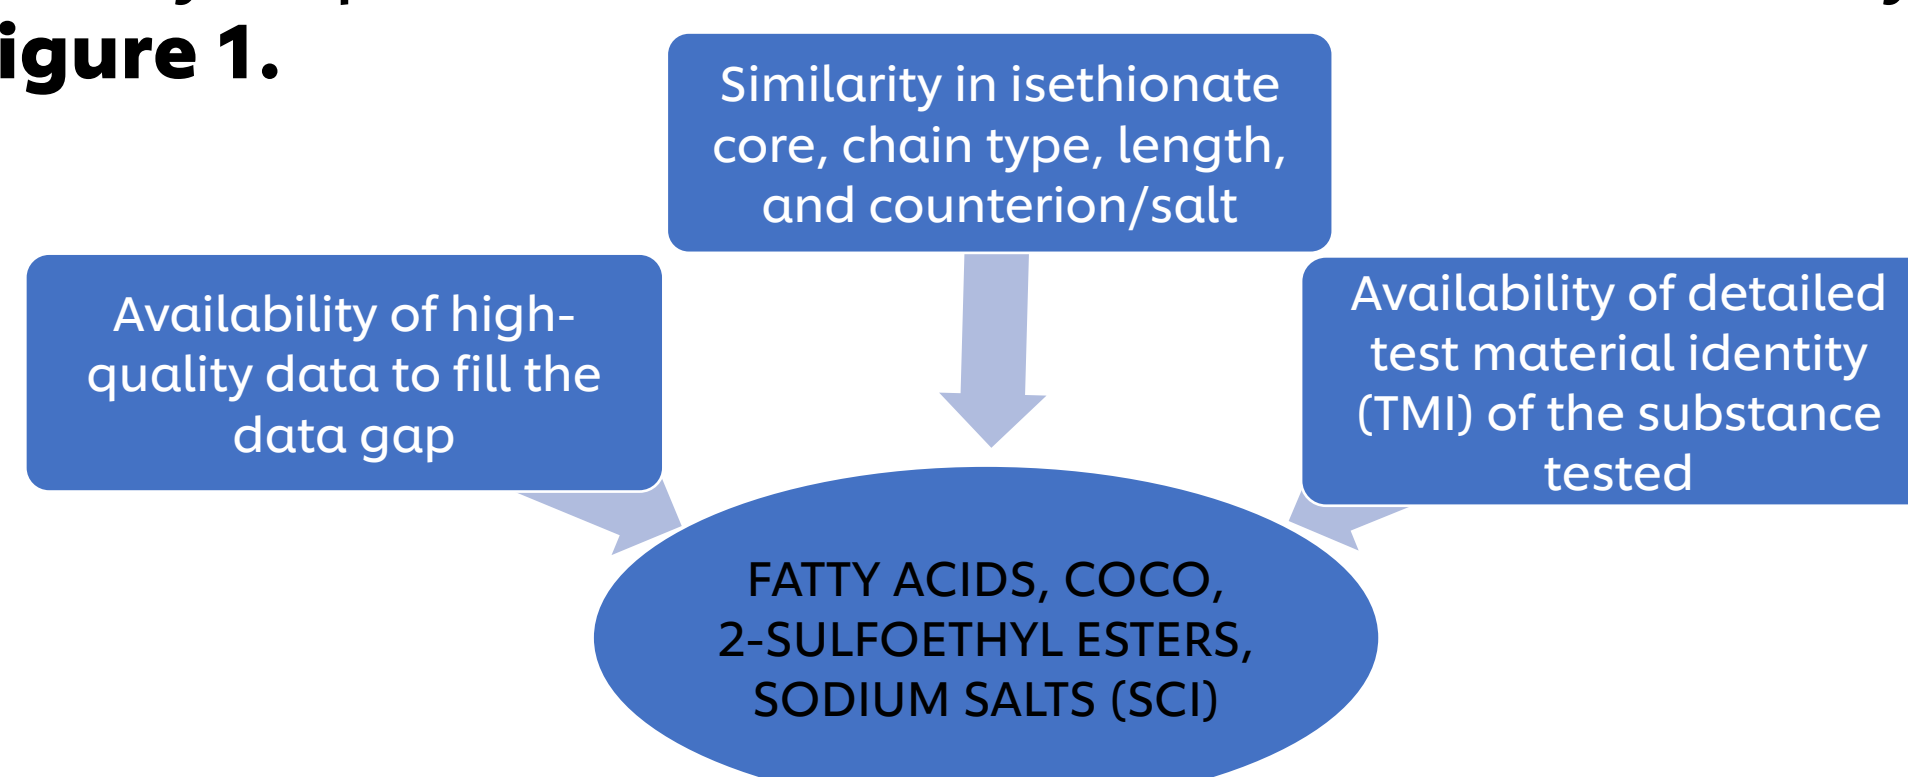 igure 1.
Similarity in isethionate
core, chain type, length,
and counterion/salt
Availability of high-
quality data to fill the
data gap
Availability of detailed
test material identity
(TMI) of the substance
tested
FATTY ACIDS, COCO,
2-SULFOETHYL ESTERS,
SODIUM SALTS (SCI)